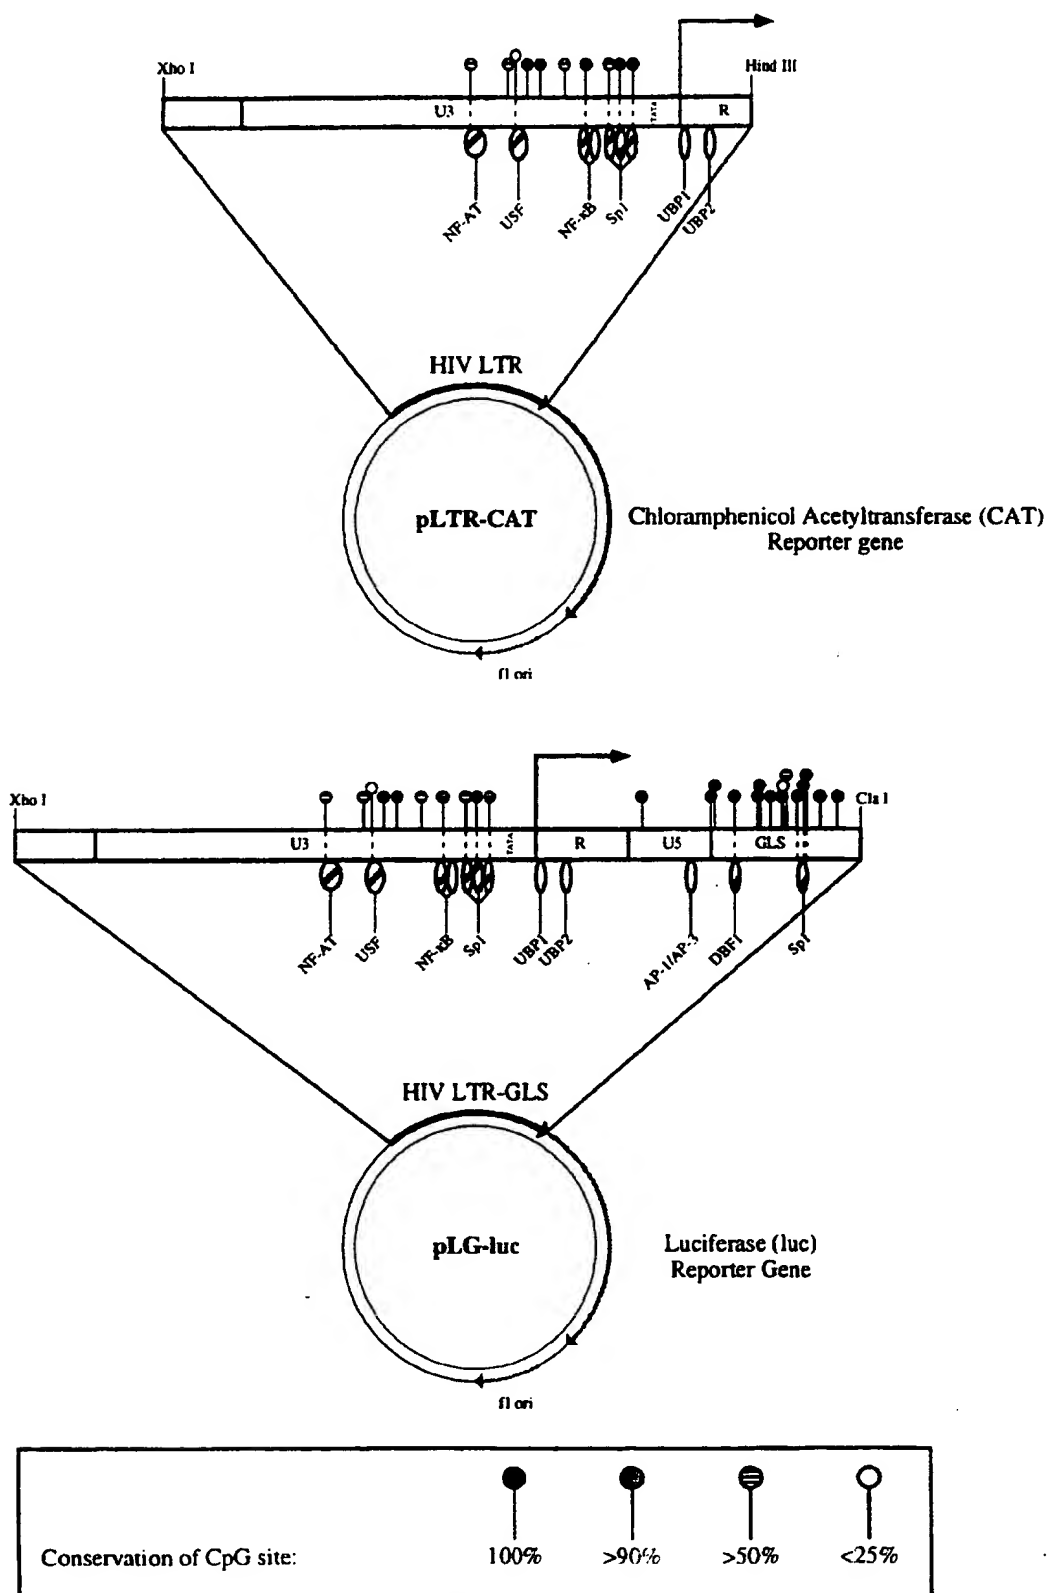 Xho I
Hind III
U3
TATA
R
NF-AT
USF
NF-κB
Sp1
UBP1
UBP2
HIV LTR
pLTR-CAT
Chloramphenicol Acetyltransferase (CAT)
Reporter gene
f1 ori
Xho I
Cla I
U3
TATA
R
U5
GLS
NF-AT
USF
NF-κB
Sp1
UBP1
UBP2
AP-1/AP-3
DBF1
Sp1
HIV LTR-GLS
pLG-luc
Luciferase (luc)
Reporter Gene
f1 ori
Conservation of CpG site:
100%
>90%
>50%
<25%